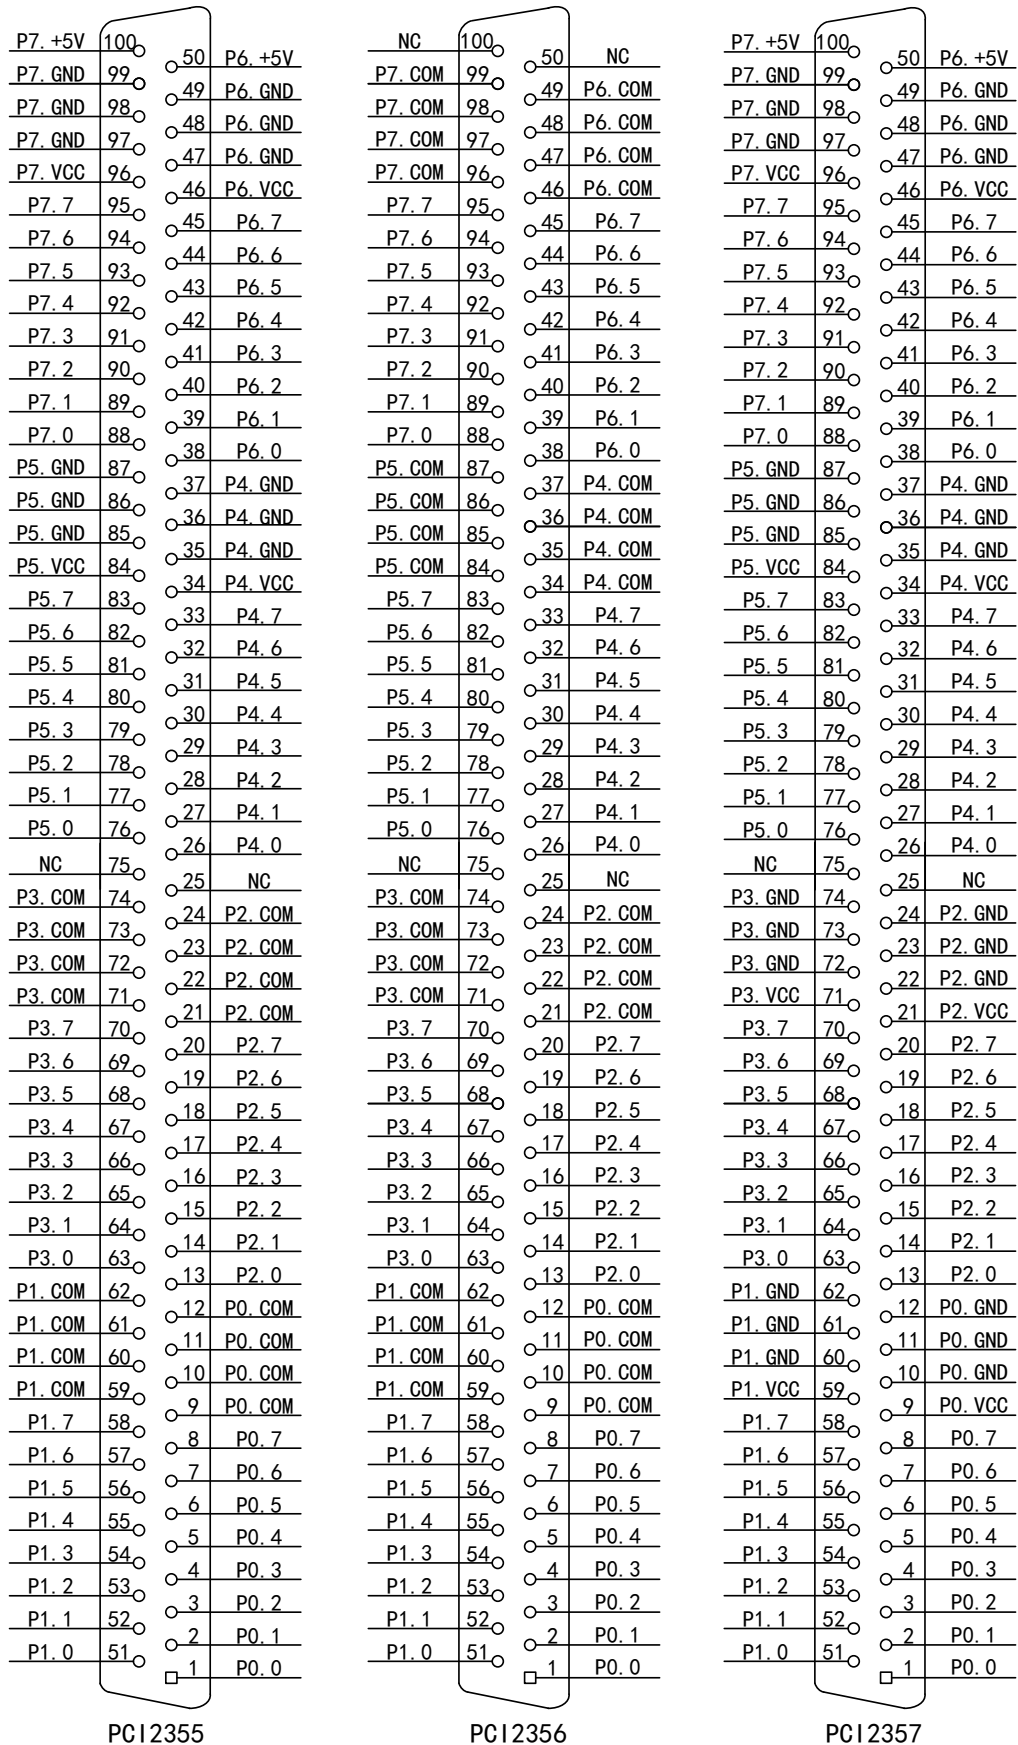 P7.+5V 100 50 P6.+5V
P7.GND 99 49 P6.GND
P7.GND 98 48 P6.GND
P7.GND 97 47 P6.GND
P7.VCC 96 46 P6.VCC
P7.7 95 45 P6.7
P7.6 94 44 P6.6
P7.5 93 43 P6.5
P7.4 92 42 P6.4
P7.3 91 41 P6.3
P7.2 90 40 P6.2
P7.1 89 39 P6.1
P7.0 88 38 P6.0
P5.GND 87 37 P4.GND
P5.GND 86 36 P4.GND
P5.GND 85 35 P4.GND
P5.VCC 84 34 P4.VCC
P5.7 83 33 P4.7
P5.6 82 32 P4.6
P5.5 81 31 P4.5
P5.4 80 30 P4.4
P5.3 79 29 P4.3
P5.2 78 28 P4.2
P5.1 77 27 P4.1
P5.0 76 26 P4.0
NC 75 25 NC
P3.COM 74 24 P2.COM
P3.COM 73 23 P2.COM
P3.COM 72 22 P2.COM
P3.COM 71 21 P2.COM
P3.7 70 20 P2.7
P3.6 69 19 P2.6
P3.5 68 18 P2.5
P3.4 67 17 P2.4
P3.3 66 16 P2.3
P3.2 65 15 P2.2
P3.1 64 14 P2.1
P3.0 63 13 P2.0
P1.COM 62 12 P0.COM
P1.COM 61 11 P0.COM
P1.COM 60 10 P0.COM
P1.COM 59 9 P0.COM
P1.7 58 8 P0.7
P1.6 57 7 P0.6
P1.5 56 6 P0.5
P1.4 55 5 P0.4
P1.3 54 4 P0.3
P1.2 53 3 P0.2
P1.1 52 2 P0.1
P1.0 51 1 P0.0
PCI2355
NC 100 50 NC
P7.COM 99 49 P6.COM
P7.COM 98 48 P6.COM
P7.COM 97 47 P6.COM
P7.COM 96 46 P6.COM
P7.7 95 45 P6.7
P7.6 94 44 P6.6
P7.5 93 43 P6.5
P7.4 92 42 P6.4
P7.3 91 41 P6.3
P7.2 90 40 P6.2
P7.1 89 39 P6.1
P7.0 88 38 P6.0
P5.COM 87 37 P4.COM
P5.COM 86 36 P4.COM
P5.COM 85 35 P4.COM
P5.COM 84 34 P4.COM
P5.7 83 33 P4.7
P5.6 82 32 P4.6
P5.5 81 31 P4.5
P5.4 80 30 P4.4
P5.3 79 29 P4.3
P5.2 78 28 P4.2
P5.1 77 27 P4.1
P5.0 76 26 P4.0
NC 75 25 NC
P3.COM 74 24 P2.COM
P3.COM 73 23 P2.COM
P3.COM 72 22 P2.COM
P3.COM 71 21 P2.COM
P3.7 70 20 P2.7
P3.6 69 19 P2.6
P3.5 68 18 P2.5
P3.4 67 17 P2.4
P3.3 66 16 P2.3
P3.2 65 15 P2.2
P3.1 64 14 P2.1
P3.0 63 13 P2.0
P1.COM 62 12 P0.COM
P1.COM 61 11 P0.COM
P1.COM 60 10 P0.COM
P1.COM 59 9 P0.COM
P1.7 58 8 P0.7
P1.6 57 7 P0.6
P1.5 56 6 P0.5
P1.4 55 5 P0.4
P1.3 54 4 P0.3
P1.2 53 3 P0.2
P1.1 52 2 P0.1
P1.0 51 1 P0.0
PCI2356
P7.+5V 100 50 P6.+5V
P7.GND 99 49 P6.GND
P7.GND 98 48 P6.GND
P7.GND 97 47 P6.GND
P7.VCC 96 46 P6.VCC
P7.7 95 45 P6.7
P7.6 94 44 P6.6
P7.5 93 43 P6.5
P7.4 92 42 P6.4
P7.3 91 41 P6.3
P7.2 90 40 P6.2
P7.1 89 39 P6.1
P7.0 88 38 P6.0
P5.GND 87 37 P4.GND
P5.GND 86 36 P4.GND
P5.GND 85 35 P4.GND
P5.VCC 84 34 P4.VCC
P5.7 83 33 P4.7
P5.6 82 32 P4.6
P5.5 81 31 P4.5
P5.4 80 30 P4.4
P5.3 79 29 P4.3
P5.2 78 28 P4.2
P5.1 77 27 P4.1
P5.0 76 26 P4.0
NC 75 25 NC
P3.GND 74 24 P2.GND
P3.GND 73 23 P2.GND
P3.GND 72 22 P2.GND
P3.VCC 71 21 P2.VCC
P3.7 70 20 P2.7
P3.6 69 19 P2.6
P3.5 68 18 P2.5
P3.4 67 17 P2.4
P3.3 66 16 P2.3
P3.2 65 15 P2.2
P3.1 64 14 P2.1
P3.0 63 13 P2.0
P1.GND 62 12 P0.GND
P1.GND 61 11 P0.GND
P1.GND 60 10 P0.GND
P1.VCC 59 9 P0.VCC
P1.7 58 8 P0.7
P1.6 57 7 P0.6
P1.5 56 6 P0.5
P1.4 55 5 P0.4
P1.3 54 4 P0.3
P1.2 53 3 P0.2
P1.1 52 2 P0.1
P1.0 51 1 P0.0
PCI2357